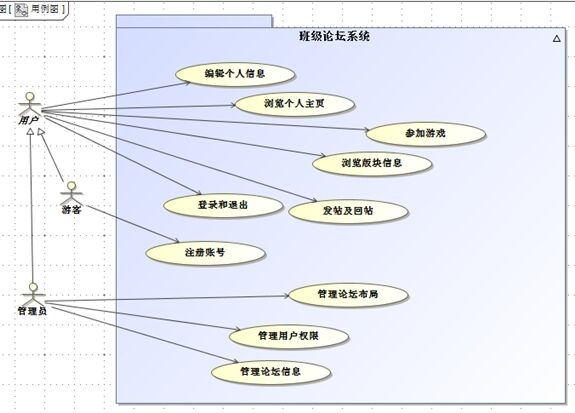 图[ 用例图 ]
班级论坛系统
编辑个人信息
浏览个人主页
用户
参加游戏
浏览版块信息
登录和退出
发帖及回帖
游客
注册账号
管理论坛布局
管理员
管理用户权限
管理论坛信息